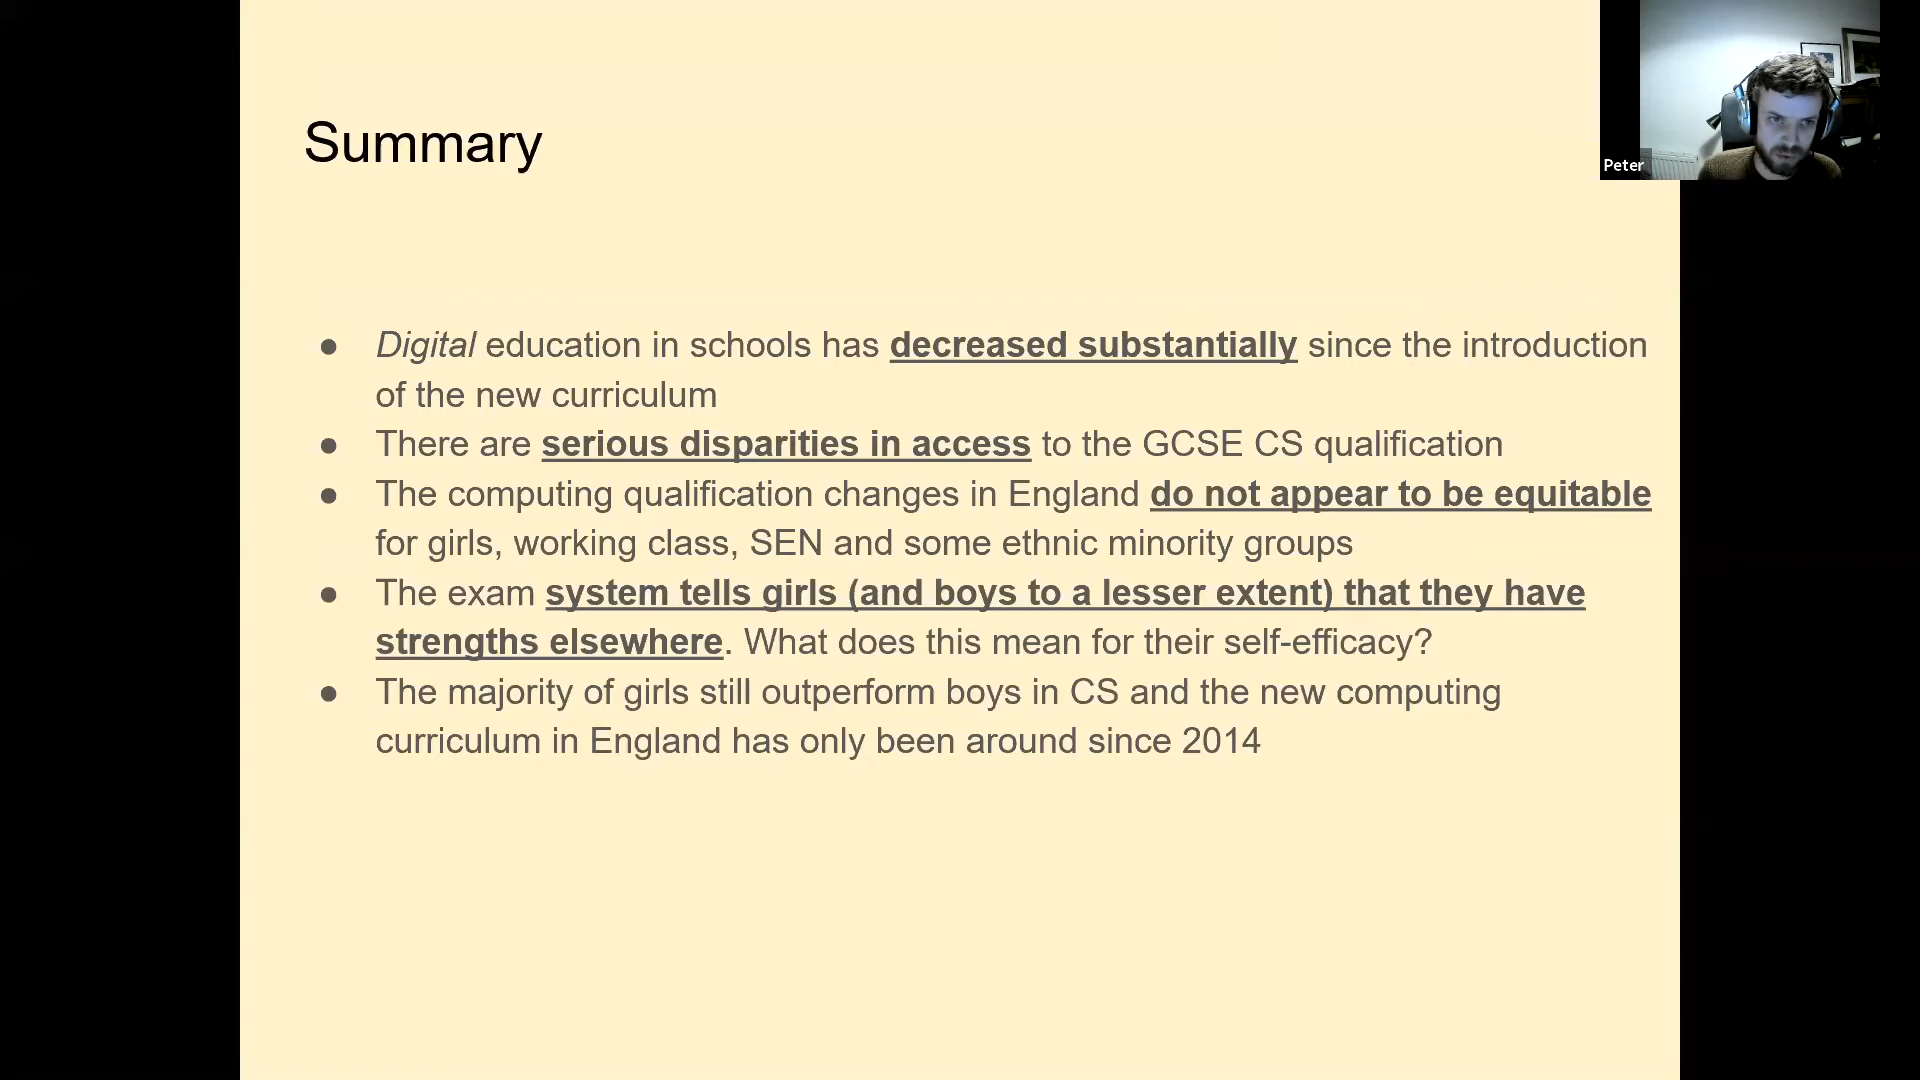 Summary
Peter
● Digital education in schools has decreased substantially since the introduction
of the new curriculum
● There are serious disparities in access to the GCSE CS qualification
● The computing qualification changes in England do not appear to be equitable
for girls, working class, SEN and some ethnic minority groups
● The exam system tells girls (and boys to a lesser extent) that they have
strengths elsewhere. What does this mean for their self-efficacy?
● The majority of girls still outperform boys in CS and the new computing
curriculum in England has only been around since 2014